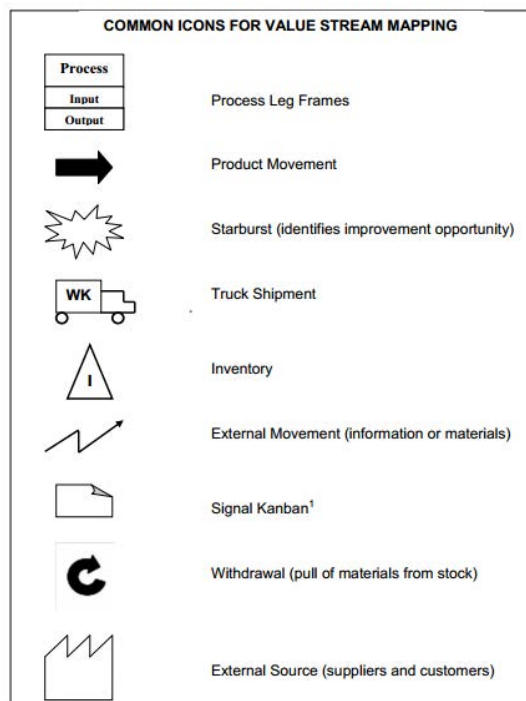 COMMON ICONS FOR VALUE STREAM MAPPING
Process
Input
Output
Process Leg Frames
Product Movement
Starburst (identifies improvement opportunity)
WK
Truck Shipment
I
Inventory
External Movement (information or materials)
Signal Kanban¹
Withdrawal (pull of materials from stock)
External Source (suppliers and customers)